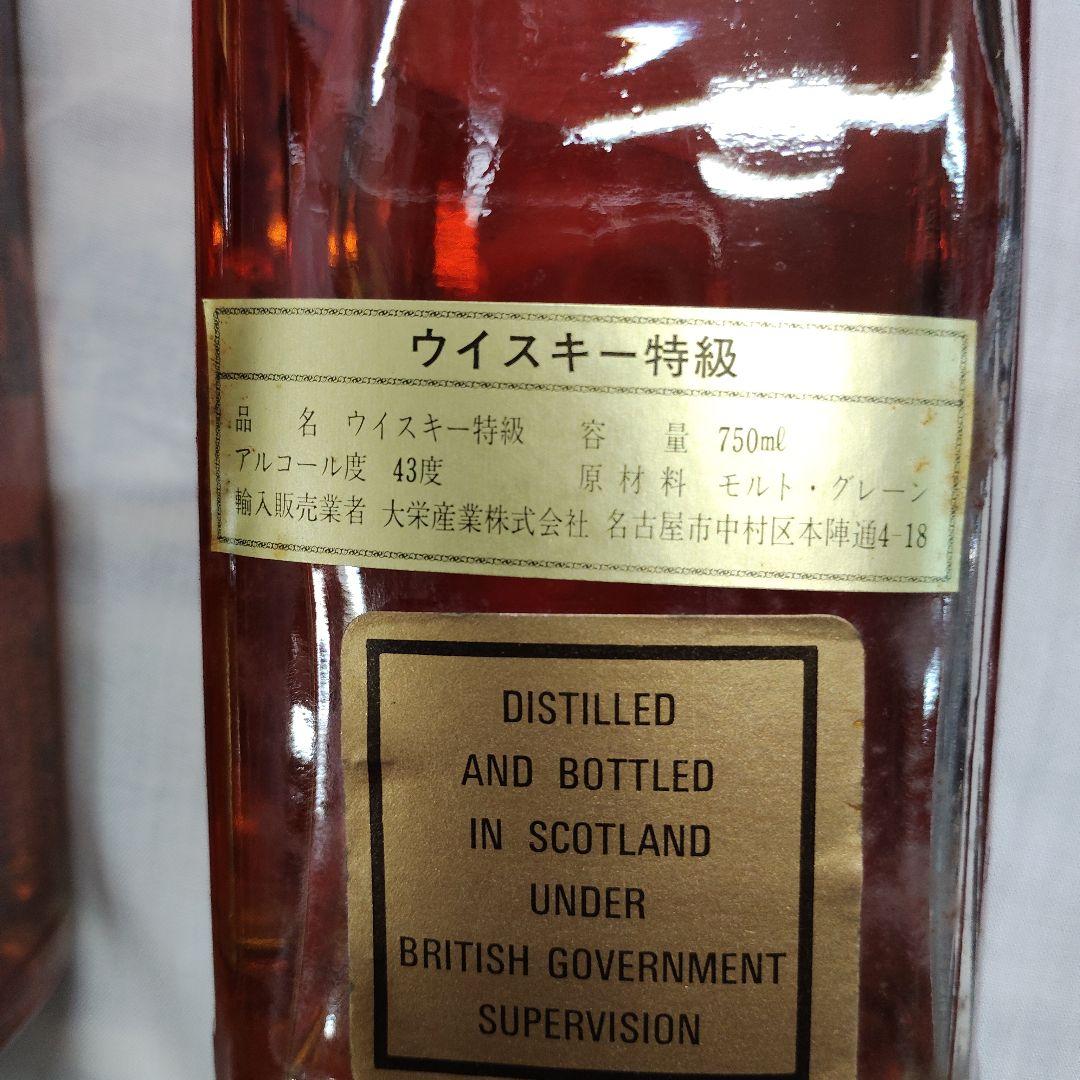 ウイスキー特級
品 名 ウイスキー特級 容 量 750ml
アルコール度 43度 原材料 モルト・グレーン
輸入販売業者 大栄産業株式会社 名古屋市中村区本陣通4-18
DISTILLED
AND BOTTLED
IN SCOTLAND
UNDER
BRITISH GOVERNMENT
SUPERVISION